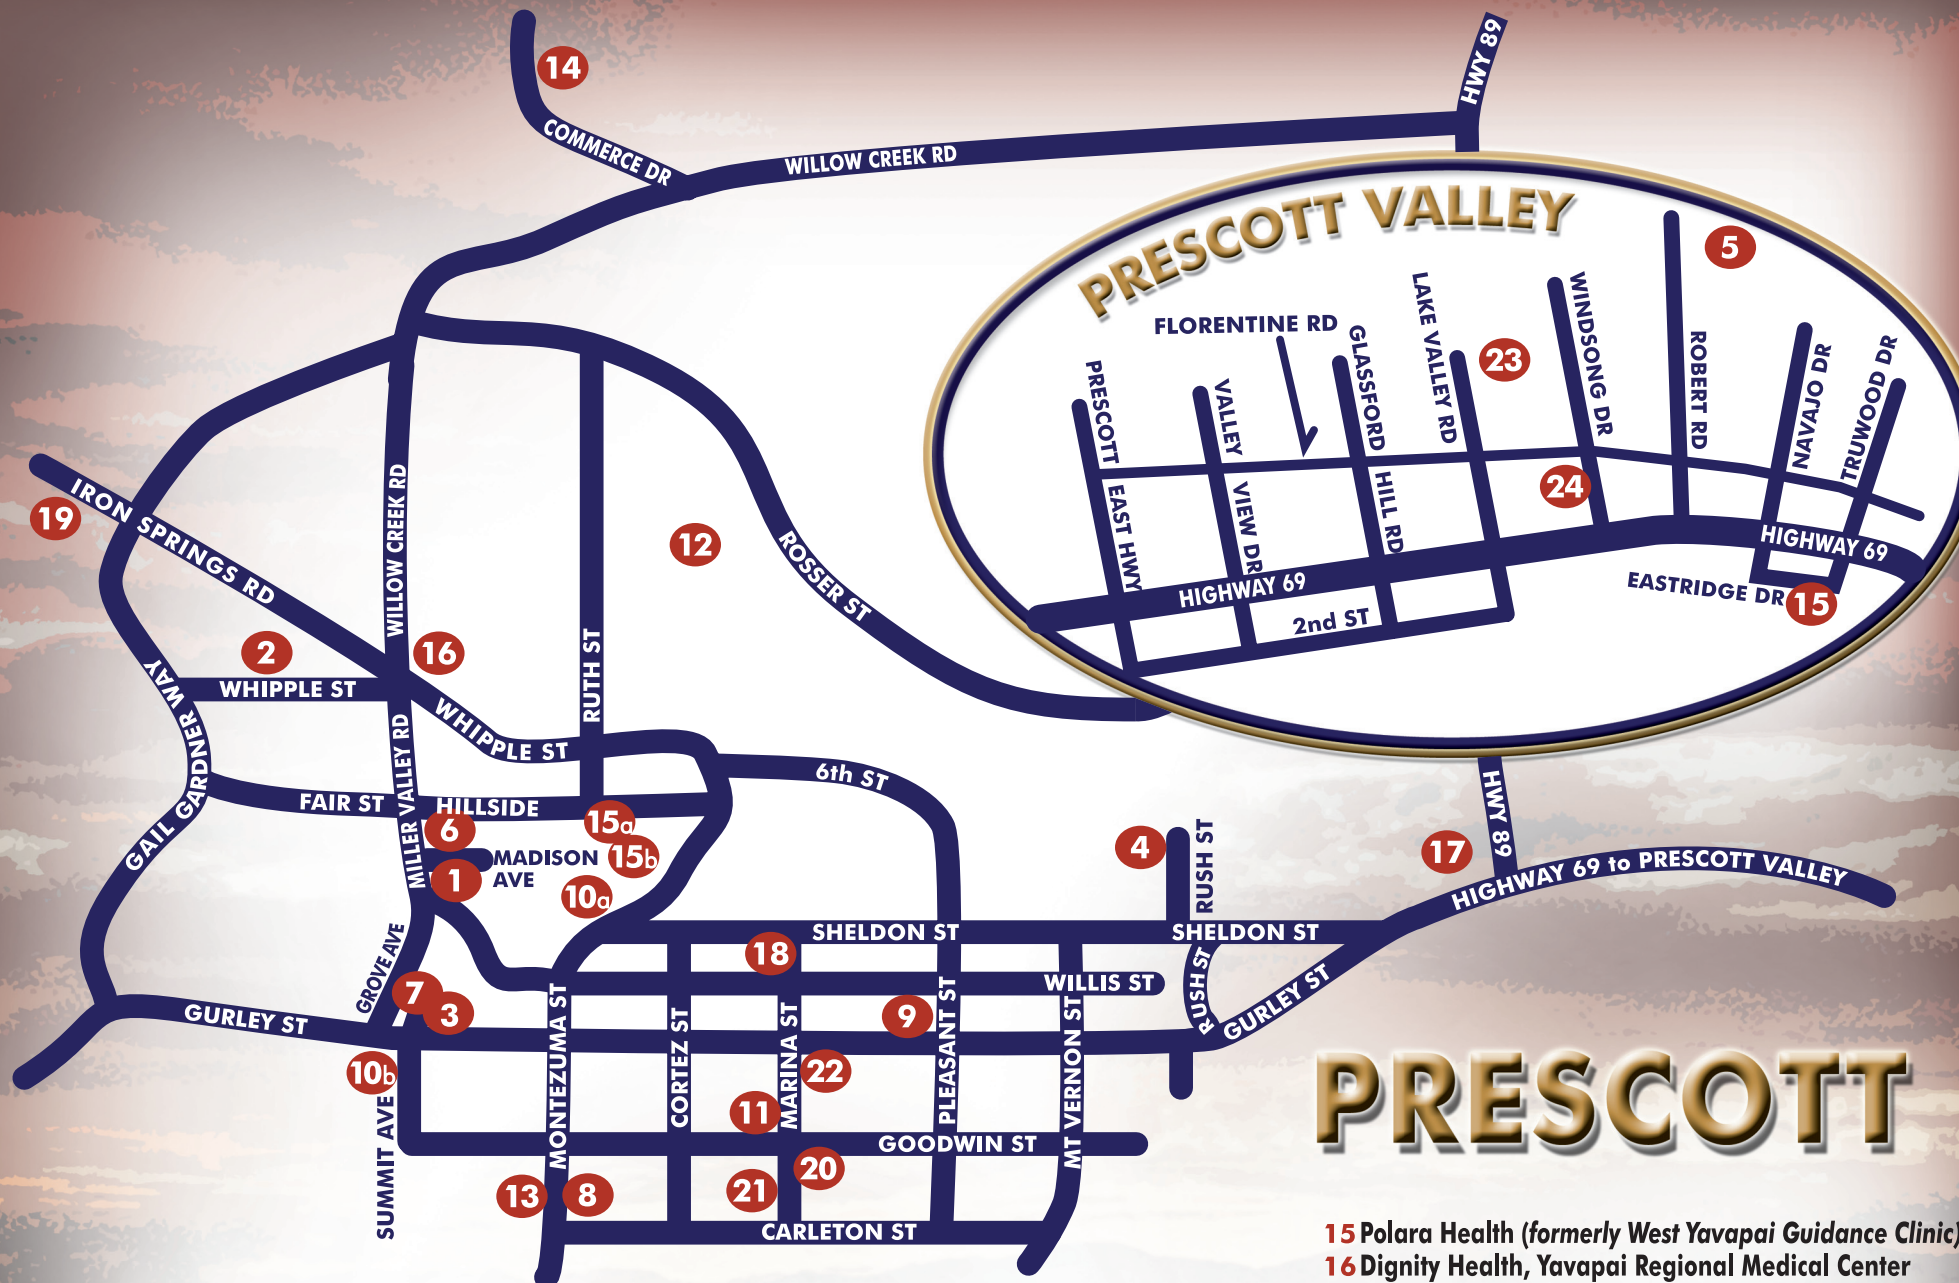 HWY 89
14
COMMERCE DR
WILLOW CREEK RD
PRESCOTT VALLEY
5
FLORENTINE RD
GLASSFORD
HILL RD
LAKE VALLEY RD
23
WINDSONG DR
ROBERT RD
NAVAJO DR
TRUWOOD DR
PRESCOTT
EAST HWY
VALLEY
VIEW DR
24
HIGHWAY 69
HIGHWAY 69
2nd ST
EASTRIDGE DR
15
19
IRON SPRINGS RD
WILLOW CREEK RD
12
ROSSER ST
RUTH ST
2
16
WHIPPLE ST
WHIPPLE ST
GAIL GARDNER WAY
MILLER VALLEY RD
6th ST
HWY 89
FAIR ST
HILLSIDE
6
15a
15b
MADISON
AVE
1
10a
4
RUSH ST
17
HIGHWAY 69 to PRESCOTT VALLEY
SHELDON ST
SHELDON ST
18
GROVE AVE
WILLIS ST
RUSH ST
7
3
9
GURLEY ST
GURLEY ST
10b
SUMMIT AVE
MONTEZUMA ST
CORTEZ ST
MARINA ST
22
PLEASANT ST
MT VERNON ST
11
GOODWIN ST
13
8
21
20
CARLETON ST
PRESCOTT
15 Polara Health (formerly West Yavapai Guidance Clinic)
16 Dignity Health, Yavapai Regional Medical Center